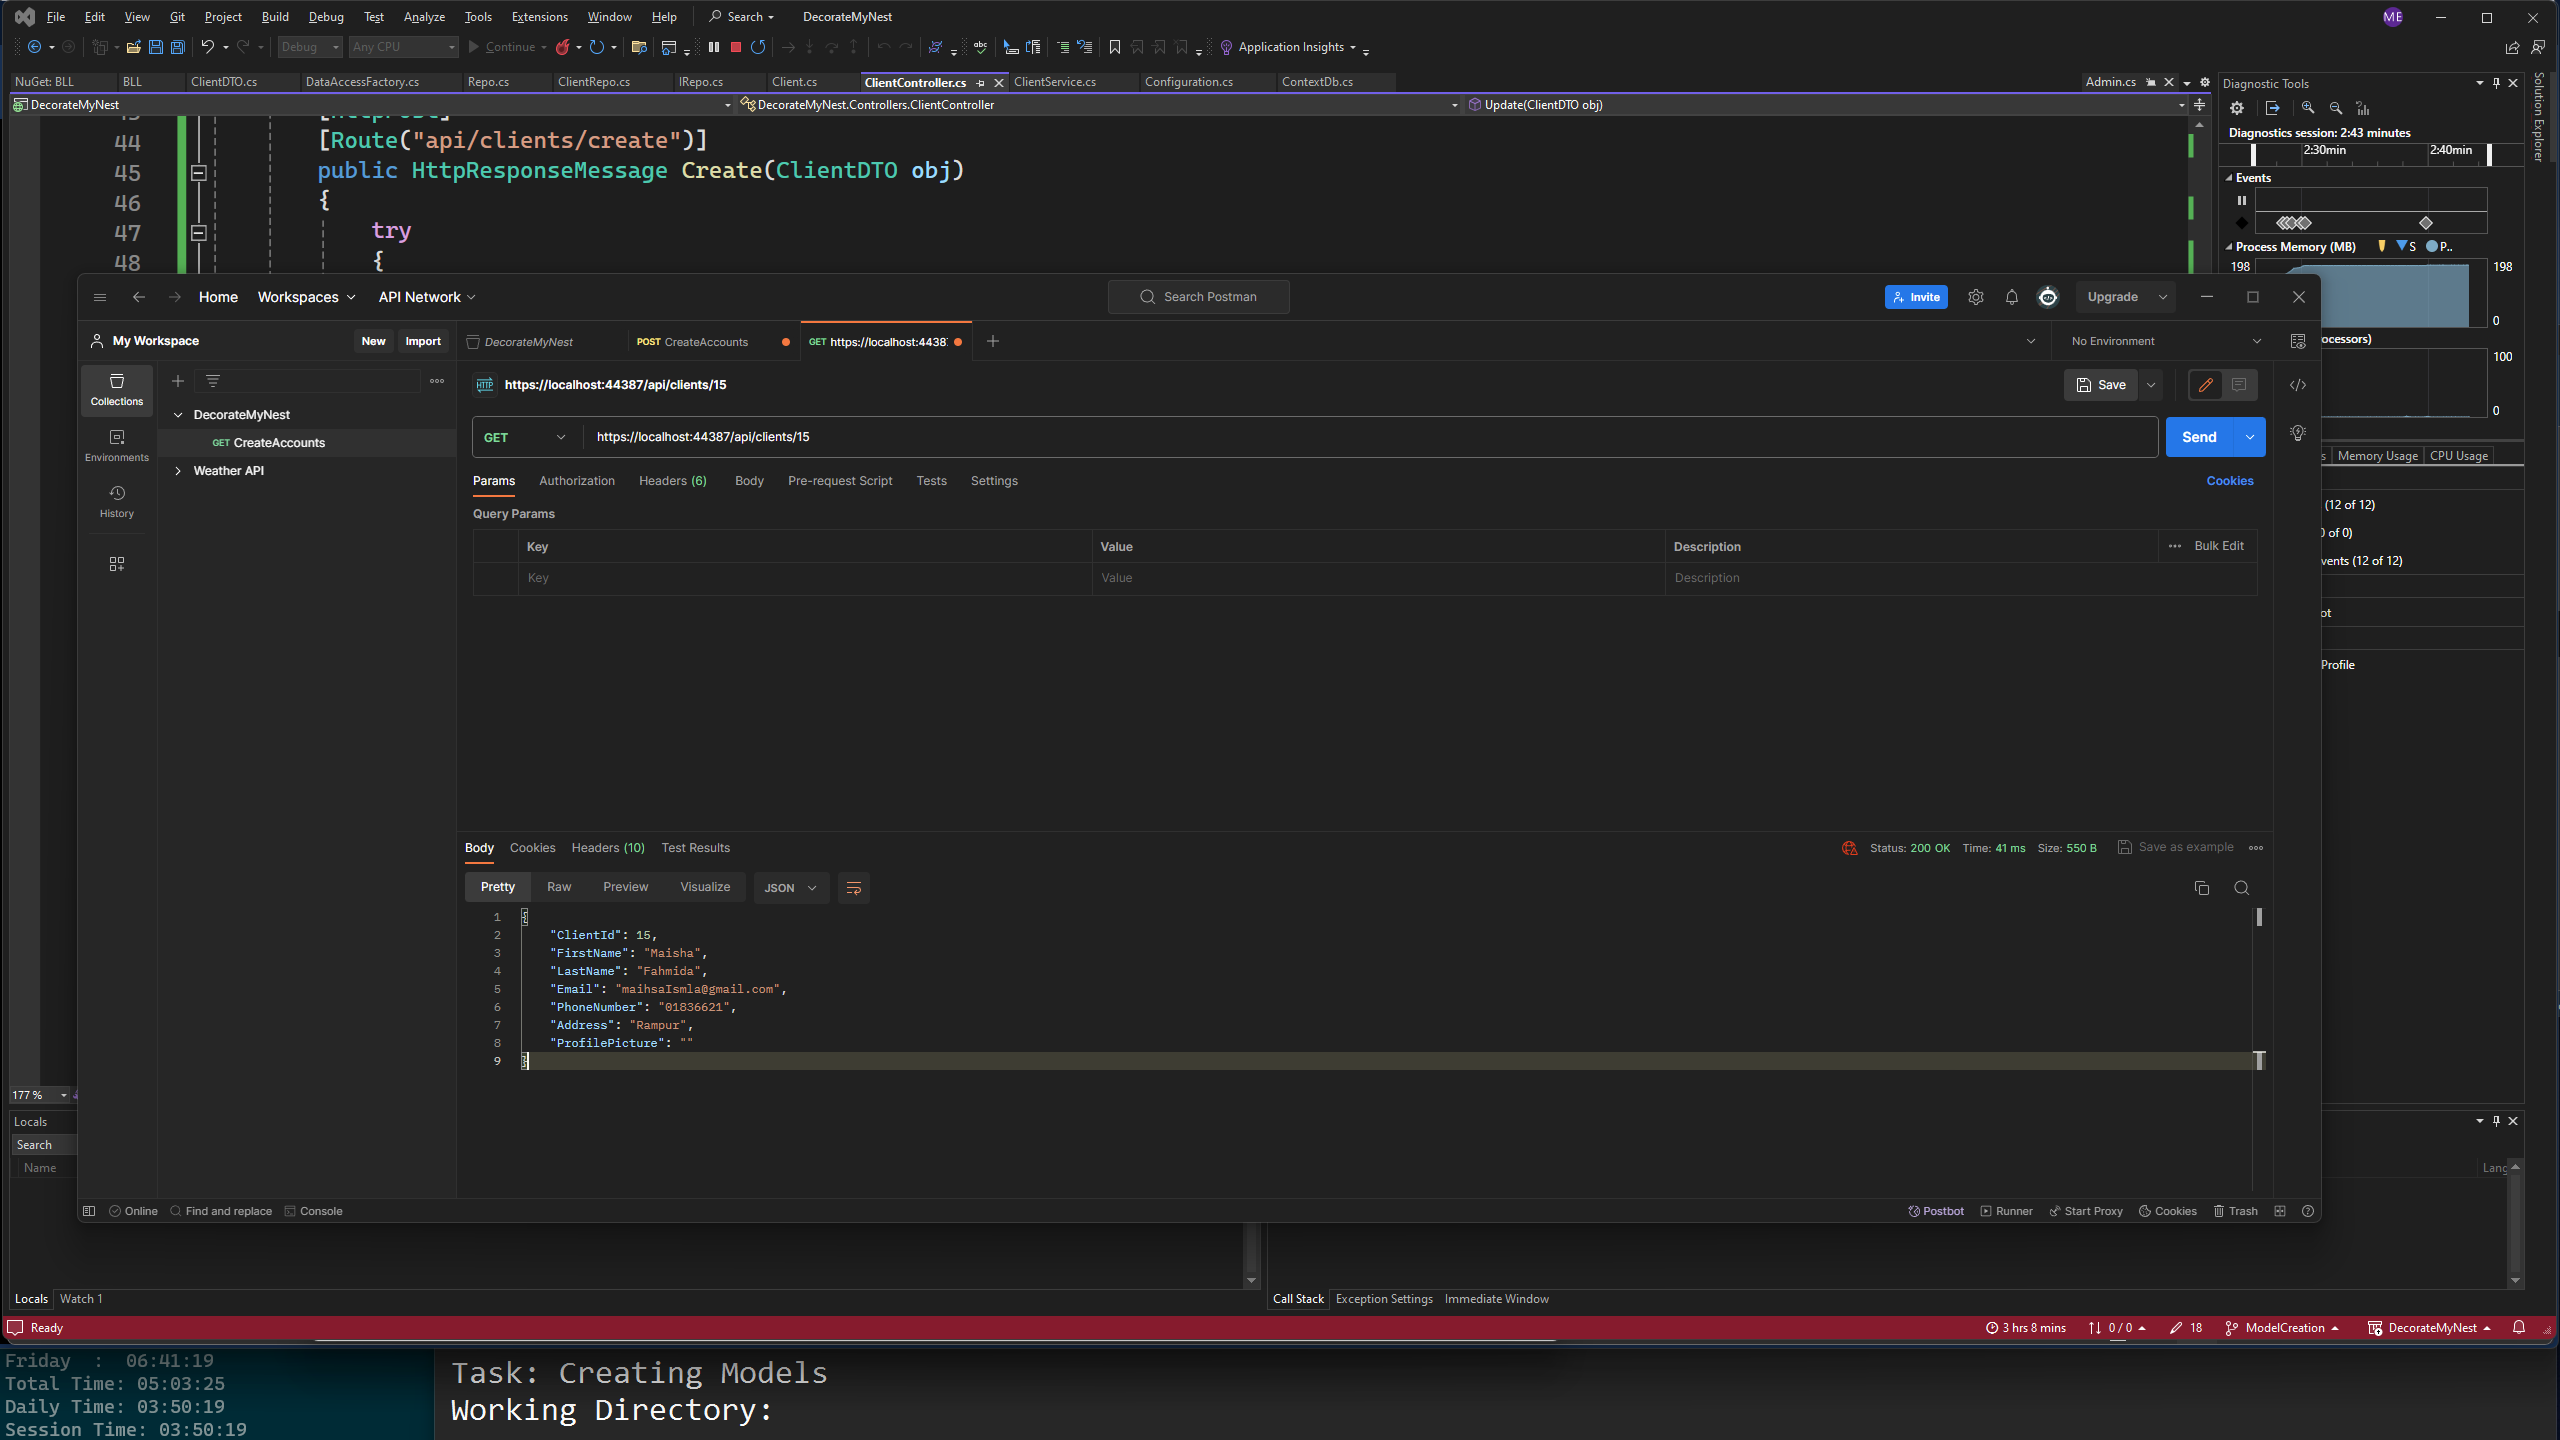 File Edit View Git Project Build Debug Test Analyze Tools Extensions Window Help Search DecorateMyNest ME
Debug Any CPU Continue Application Insights
NuGet: BLL BLL ClientDTO.cs DataAccessFactory.cs Repo.cs ClientRepo.cs IRepo.cs Client.cs ClientController.cs ClientService.cs Configuration.cs ContextDb.cs Admin.cs
DecorateMyNest DecorateMyNest.Controllers.ClientController Update(ClientDTO obj)
44 [Route("api/clients/create")]
45 public HttpResponseMessage Create(ClientDTO obj)
46 {
47 try
48 {
Diagnostic Tools
Diagnostics session: 2:43 minutes
2:30min 2:40min
Events
Process Memory (MB) S P..
198 198
0
ocessors)
100
0
s Memory Usage CPU Usage
(12 of 12)
0 of 0)
vents (12 of 12)
ot
Profile
Solution Explorer
Home Workspaces API Network Search Postman Invite Upgrade
My Workspace New Import DecorateMyNest POST CreateAccounts GET https://localhost:4438 No Environment
Collections
Environments
History
DecorateMyNest
GET CreateAccounts
Weather API
HTTP https://localhost:44387/api/clients/15 Save
GET https://localhost:44387/api/clients/15 Send
Params Authorization Headers (6) Body Pre-request Script Tests Settings Cookies
Query Params
Key Value Description Bulk Edit
Key Value Description
Body Cookies Headers (10) Test Results Status: 200 OK Time: 41 ms Size: 550 B Save as example
Pretty Raw Preview Visualize JSON
1 {
2 "ClientId": 15,
3 "FirstName": "Maisha",
4 "LastName": "Fahmida",
5 "Email": "maihsaIsmla@gmail.com",
6 "PhoneNumber": "01836621",
7 "Address": "Rampur",
8 "ProfilePicture": ""
9 }
177 %
Locals
Search
Name
Lang
Online Find and replace Console Postbot Runner Start Proxy Cookies Trash
Locals Watch 1 Call Stack Exception Settings Immediate Window
Ready 3 hrs 8 mins 0 / 0 18 ModelCreation DecorateMyNest
Friday : 06:41:19
Total Time: 05:03:25
Daily Time: 03:50:19
Session Time: 03:50:19
Task: Creating Models
Working Directory: